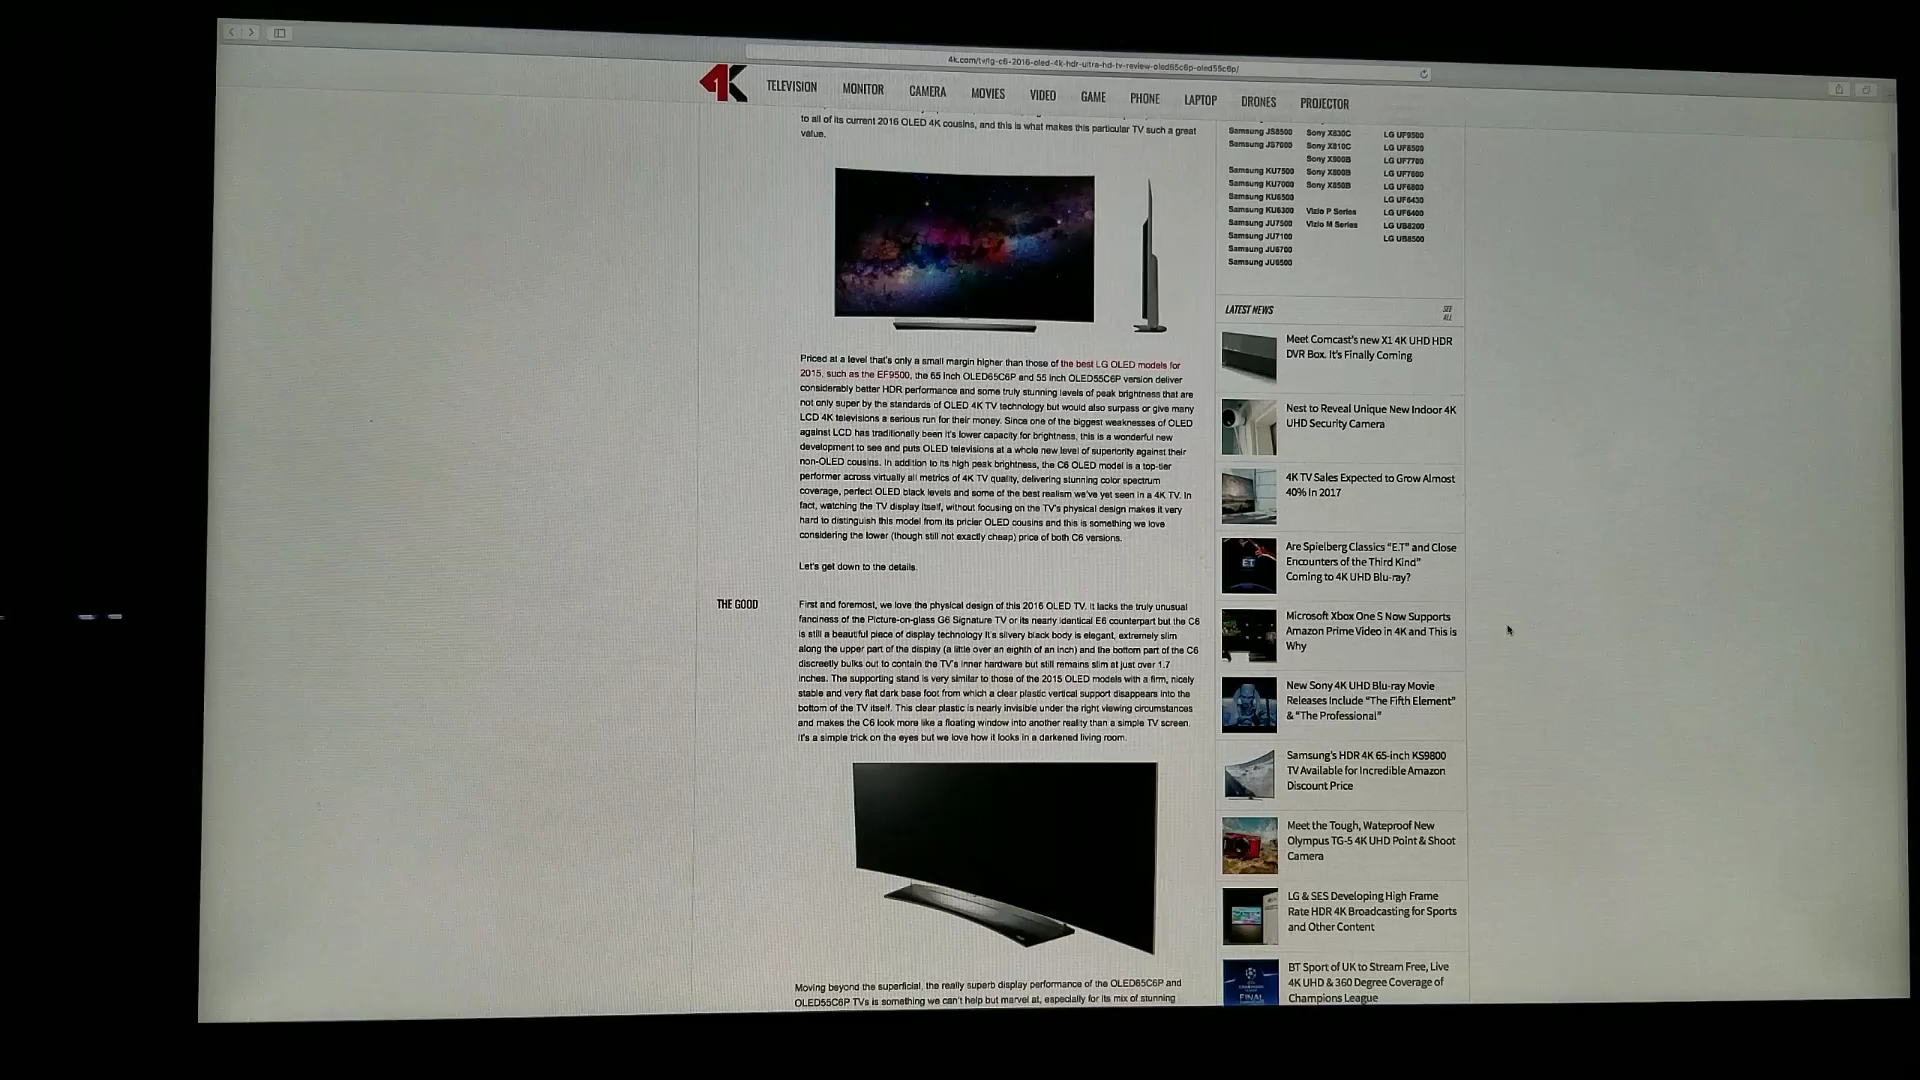 4k.com/tv/lg-c6-2016-oled-4k-hdr-ultra-hd-tv-review-oled65c6p-oled55c6p/
4K
TELEVISION MONITOR CAMERA MOVIES VIDEO GAME PHONE LAPTOP DRONES PROJECTOR
to all of its current 2016 OLED 4K cousins, and this is what makes this particular TV such a great
value.
Priced at a level that's only a small margin higher than those of the best LG OLED models for
2015, such as the EF9500, the 65 inch OLED65C6P and 55 inch OLED55C6P version deliver
considerably better HDR performance and some truly stunning levels of peak brightness that are
not only super by the standards of OLED 4K TV technology but would also surpass or give many
LCD 4K televisions a serious run for their money. Since one of the biggest weaknesses of OLED
against LCD has traditionally been it's lower capacity for brightness, this is a wonderful new
development to see and puts OLED televisions at a whole new level of superiority against their
non-OLED cousins. In addition to its high peak brightness, the C6 OLED model is a top-tier
performer across virtually all metrics of 4K TV quality, delivering stunning color spectrum
coverage, perfect OLED black levels and some of the best realism we've yet seen in a 4K TV. In
fact, watching the TV display itself, without focusing on the TV's physical design makes it very
hard to distinguish this model from its pricier OLED cousins and this is something we love
considering the lower (though still not exactly cheap) price of both C6 versions.
Let's get down to the details.
THE GOOD
First and foremost, we love the physical design of this 2016 OLED TV. It lacks the truly unusual
fanciness of the Picture-on-glass G6 Signature TV or its nearly identical E6 counterpart but the C6
is still a beautiful piece of display technology It's silvery black body is elegant, extremely slim
along the upper part of the display (a little over an eighth of an inch) and the bottom part of the C6
discreetly bulks out to contain the TV's inner hardware but still remains slim at just over 1.7
inches. The supporting stand is very similar to those of the 2015 OLED models with a firm, nicely
stable and very flat dark base foot from which a clear plastic vertical support disappears into the
bottom of the TV itself. This clear plastic is nearly invisible under the right viewing circumstances
and makes the C6 look more like a floating window into another reality than a simple TV screen.
It's a simple trick on the eyes but we love how it looks in a darkened living room.
Moving beyond the superficial, the really superb display performance of the OLED65C6P and
OLED55C6P TVs is something we can't help but marvel at, especially for its mix of stunning
Samsung JS8500 Sony X830C LG UF9500
Samsung JS7000 Sony X810C LG UF8500
Sony X900B LG UF7700
Samsung KU7500 Sony X800B LG UF7600
Samsung KU7000 Sony X850B LG UF6800
Samsung KU6500 LG UF6430
Samsung KU6300 Vizio P Series LG UF6400
Samsung JU7500 Vizio M Series LG UB8200
Samsung JU7100 LG UB8500
Samsung JU6700
Samsung JU6500
LATEST NEWS SEE
ALL
Meet Comcast's new X1 4K UHD HDR
DVR Box. It's Finally Coming
Nest to Reveal Unique New Indoor 4K
UHD Security Camera
4K TV Sales Expected to Grow Almost
40% In 2017
E.T
Are Spielberg Classics “E.T” and Close
Encounters of the Third Kind”
Coming to 4K UHD Blu-ray?
Microsoft Xbox One S Now Supports
Amazon Prime Video in 4K and This is
Why
New Sony 4K UHD Blu-ray Movie
Releases Include “The Fifth Element”
& “The Professional”
Samsung's HDR 4K 65-inch KS9800
TV Available for Incredible Amazon
Discount Price
Meet the Tough, Wateproof New
Olympus TG-5 4K UHD Point & Shoot
Camera
LG & SES Developing High Frame
Rate HDR 4K Broadcasting for Sports
and Other Content
FINAL
BT Sport of UK to Stream Free, Live
4K UHD & 360 Degree Coverage of
Champions League